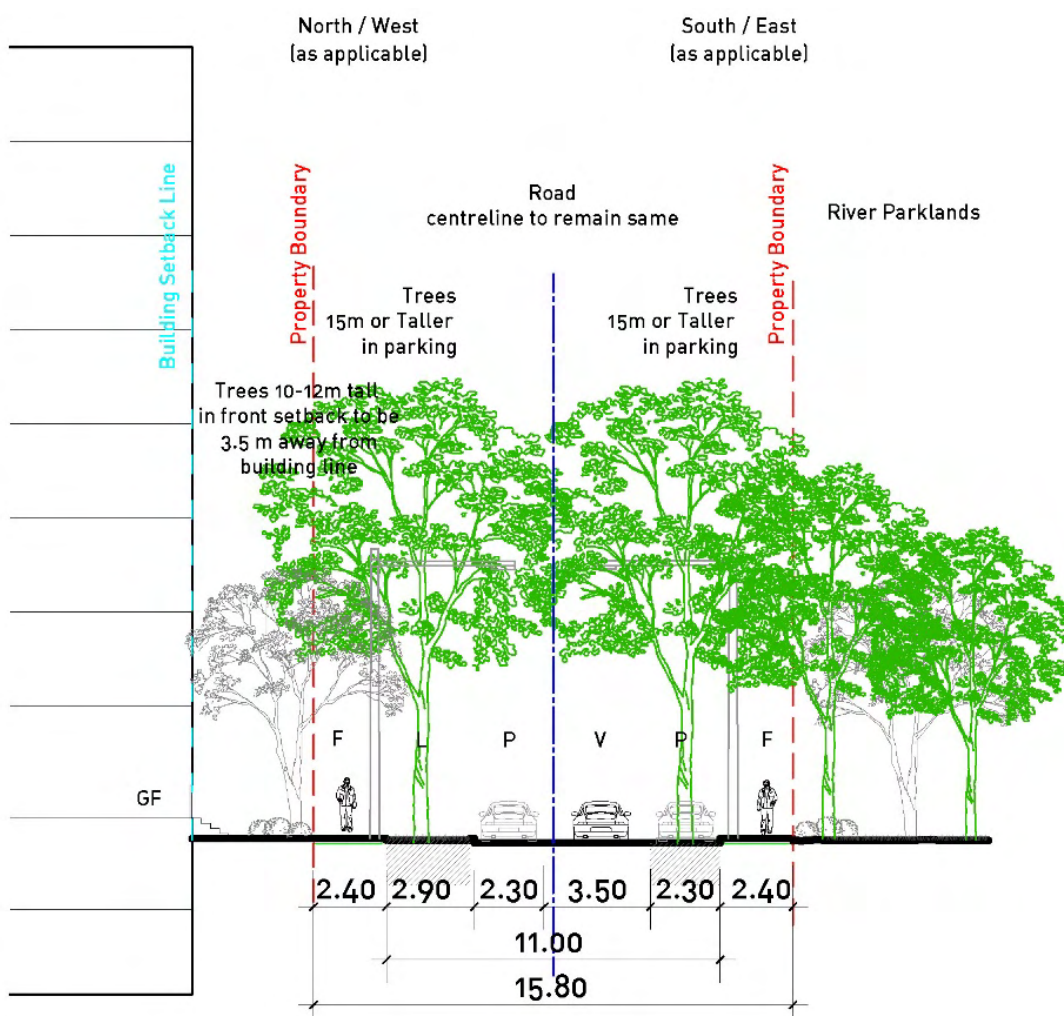 North / West
(as applicable)
South / East
(as applicable)
Building Setback Line
Property Boundary
Road
centreline to remain same
Property Boundary
River Parklands
Trees
15m or Taller
in parking
Trees
15m or Taller
in parking
Trees 10-12m tall
in front setback to be
3.5 m away from
building line
F
L
P
V
P
F
GF
2.40
2.90
2.30
3.50
2.30
2.40
11.00
15.80